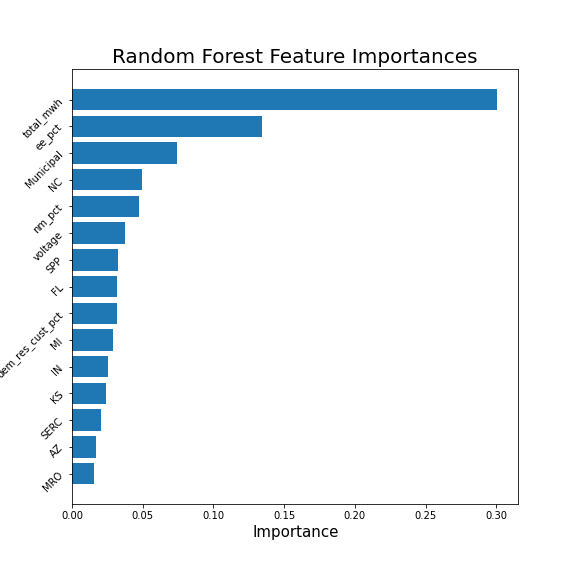 Random Forest Feature Importances
total_mwh
ee_pct
Municipal
NC
nm_pct
voltage
SPP
FL
dem_res_cust_pct
MI
IN
KS
SERC
AZ
MRO
0.00 0.05 0.10 0.15 0.20 0.25 0.30
Importance